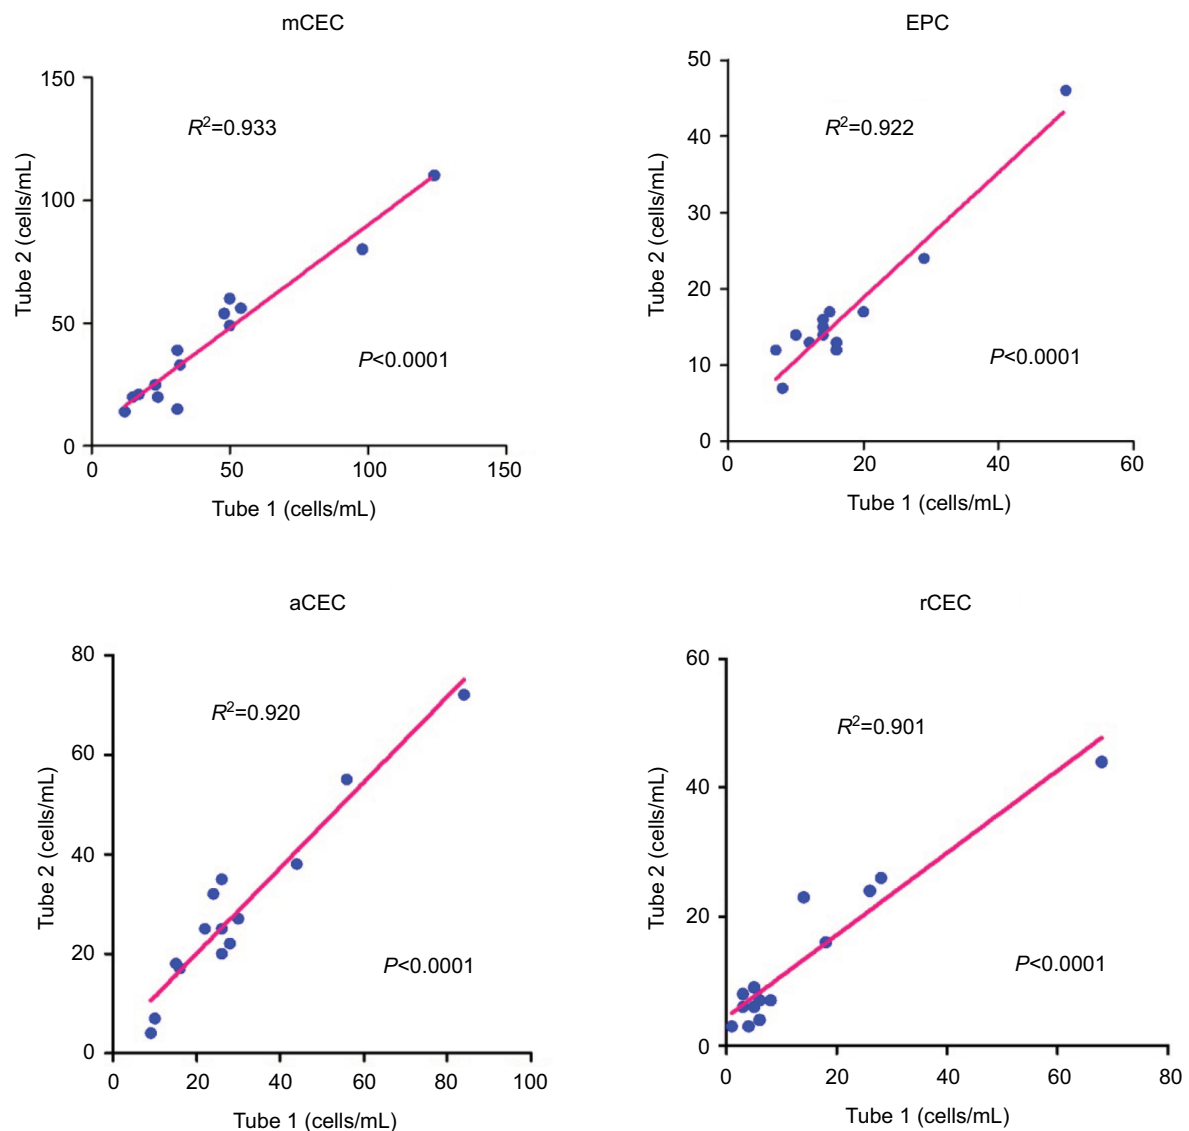 mCEC
150
100
50
0
0 50 100 150
Tube 2 (cells/mL)
Tube 1 (cells/mL)
R²=0.933
P<0.0001
EPC
50
40
30
20
10
0
0 20 40 60
Tube 2 (cells/mL)
Tube 1 (cells/mL)
R²=0.922
P<0.0001
aCEC
80
60
40
20
0
0 20 40 60 80 100
Tube 2 (cells/mL)
Tube 1 (cells/mL)
R²=0.920
P<0.0001
rCEC
60
40
20
0
0 20 40 60 80
Tube 2 (cells/mL)
Tube 1 (cells/mL)
R²=0.901
P<0.0001